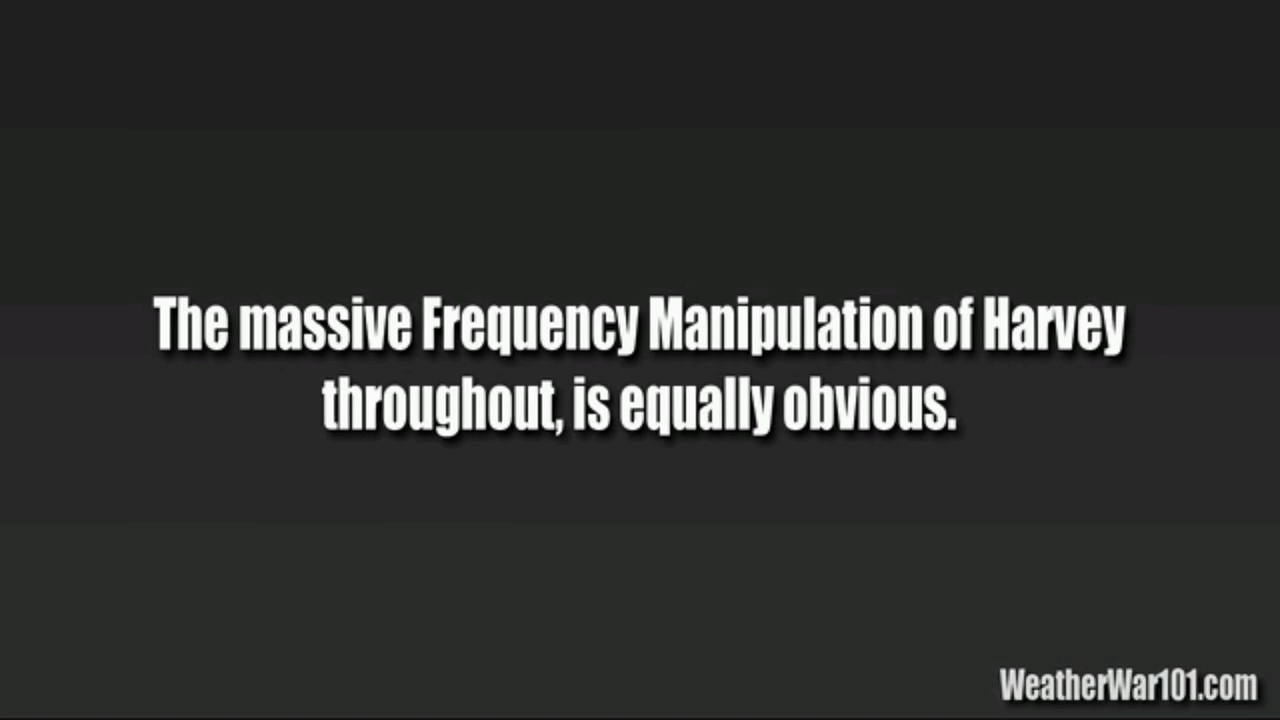 The massive Frequency Manipulation of Harvey
throughout, is equally obvious.
WeatherWar101.com